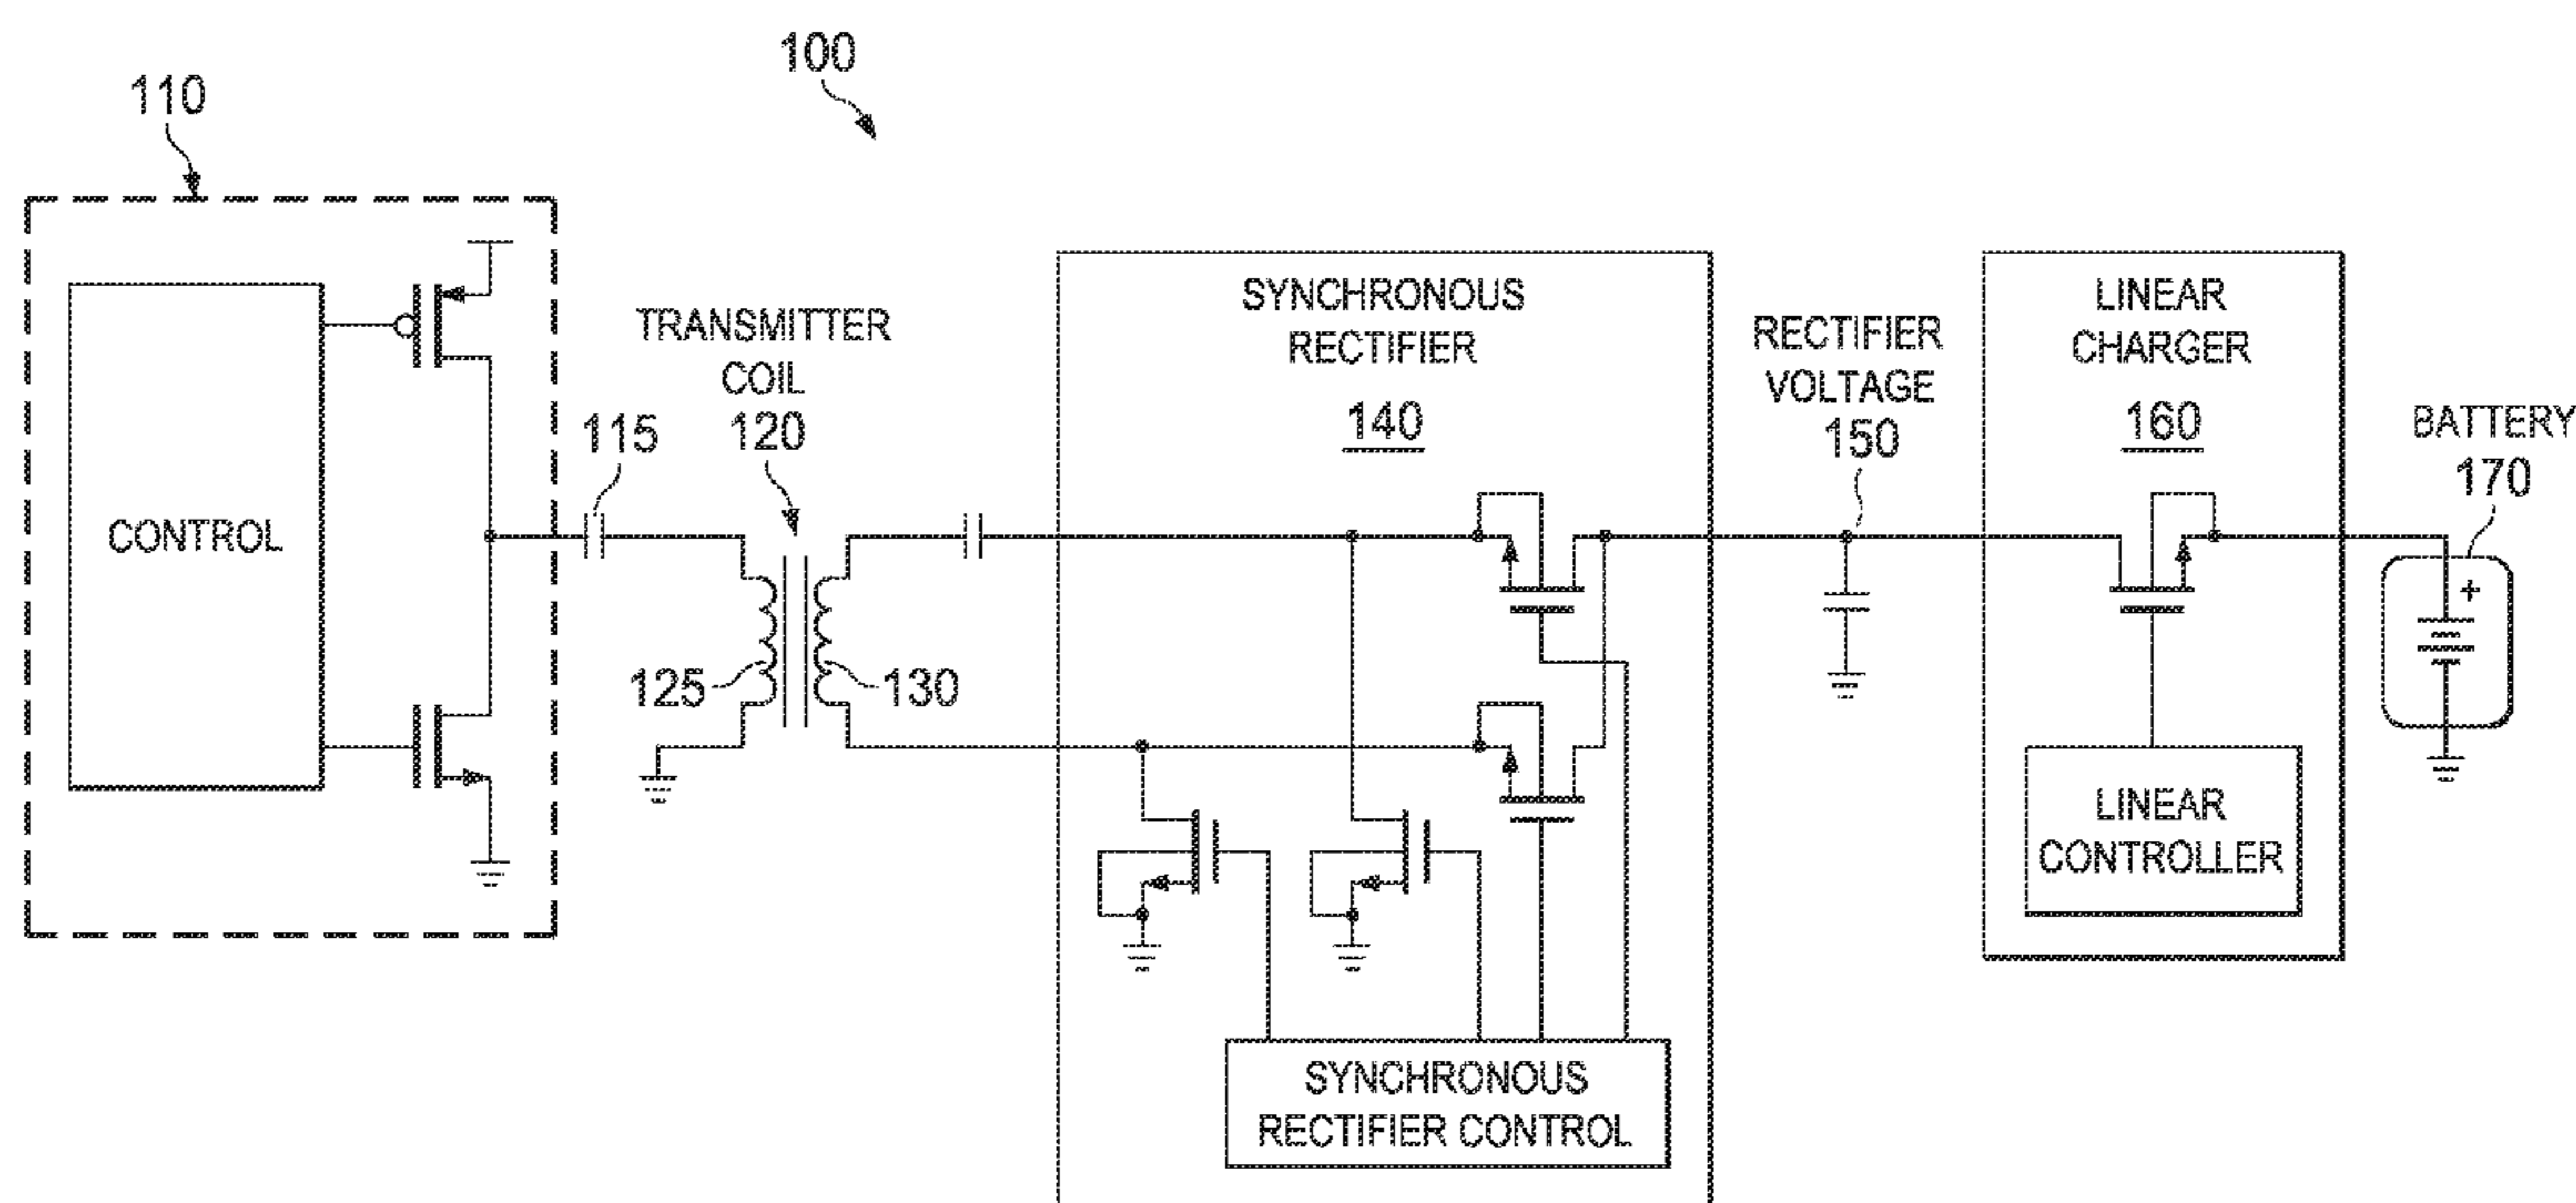 100
110
CONTROL
TRANSMITTER
COIL
120
115
125
130
SYNCHRONOUS
RECTIFIER
140
SYNCHRONOUS
RECTIFIER CONTROL
RECTIFIER
VOLTAGE
150
LINEAR
CHARGER
160
LINEAR
CONTROLLER
BATTERY
170
+